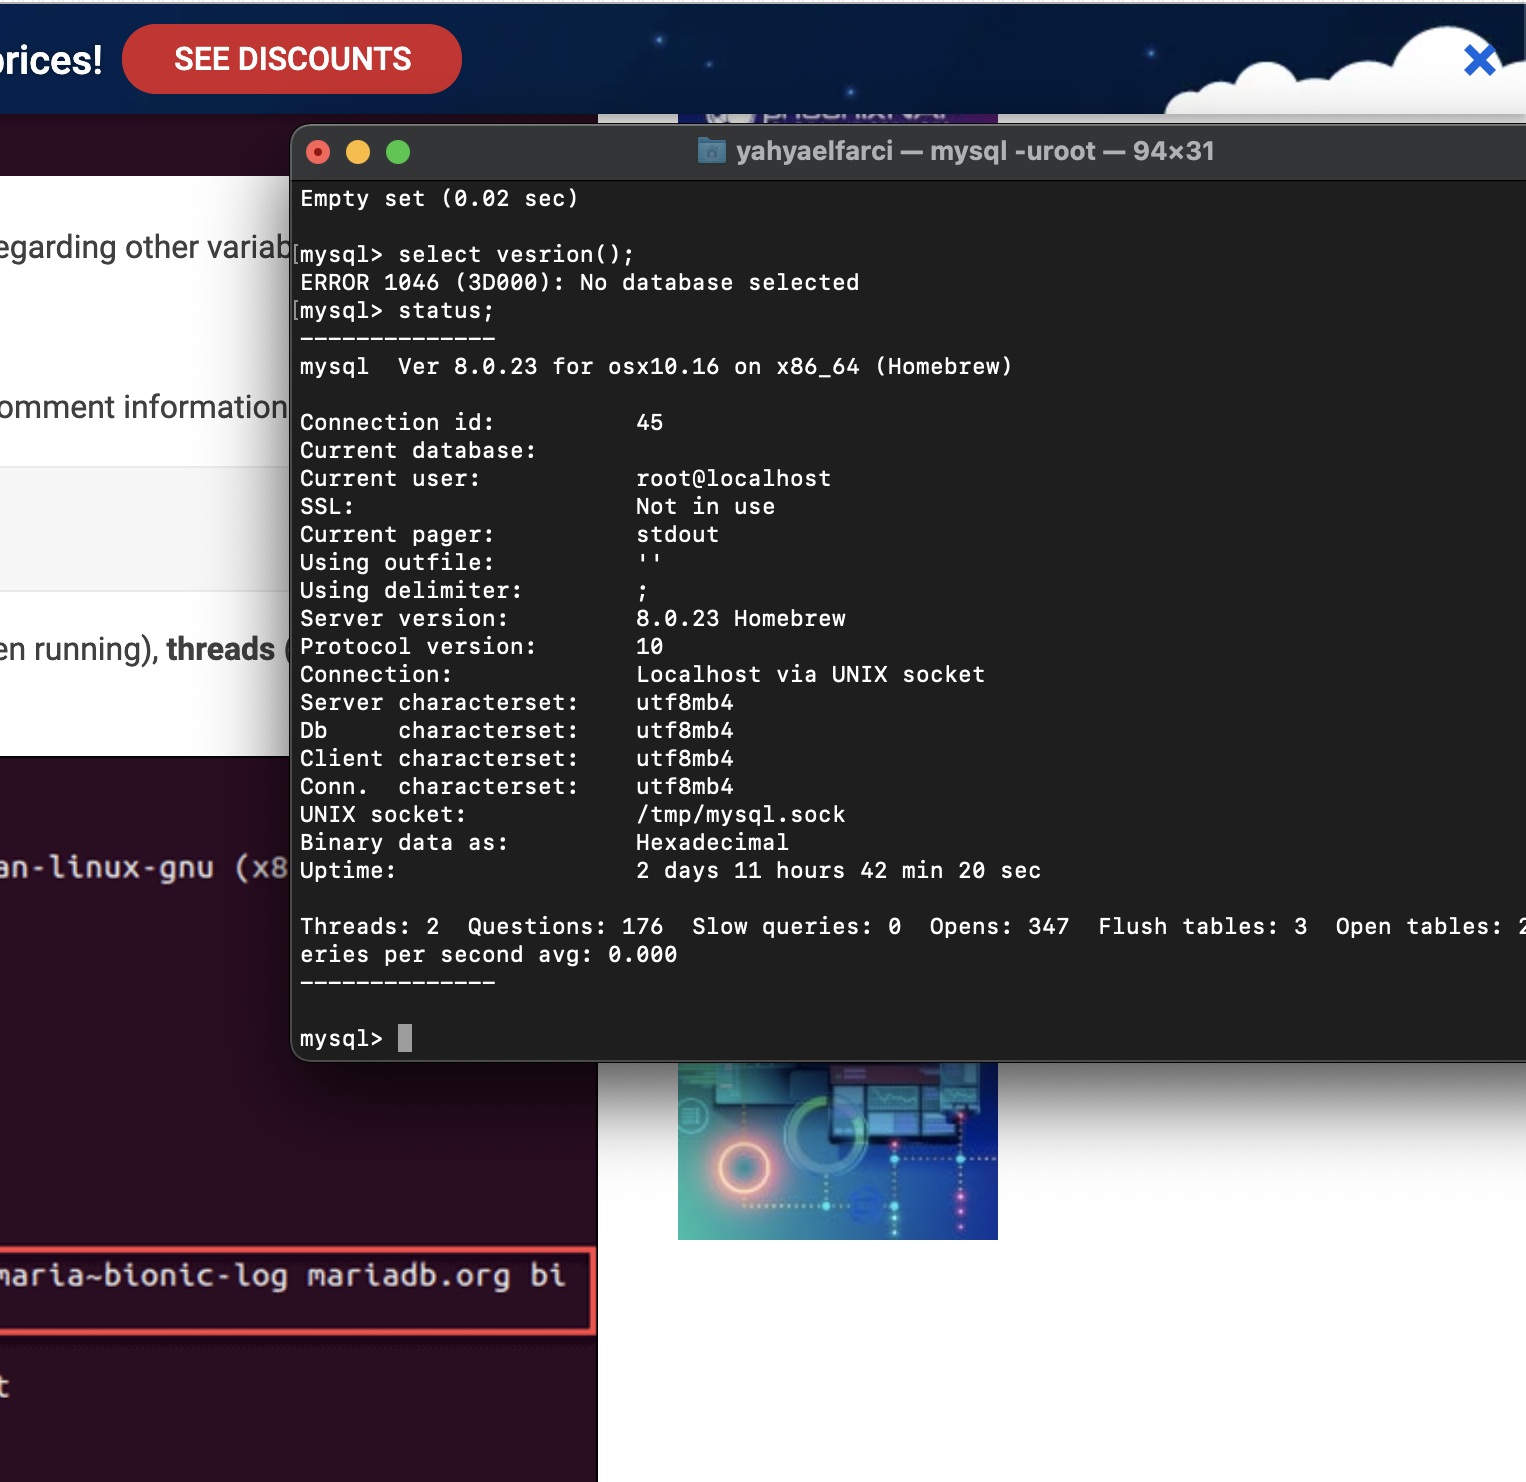 prices!
SEE DISCOUNTS
yahyaelfarci — mysql -uroot — 94×31
Empty set (0.02 sec)
mysql> select vesrion();
ERROR 1046 (3D000): No database selected
mysql> status;
--------------
mysql  Ver 8.0.23 for osx10.16 on x86_64 (Homebrew)
Connection id:          45
Current database:
Current user:           root@localhost
SSL:                    Not in use
Current pager:          stdout
Using outfile:          ''
Using delimiter:        ;
Server version:         8.0.23 Homebrew
Protocol version:       10
Connection:             Localhost via UNIX socket
Server characterset:    utf8mb4
Db     characterset:    utf8mb4
Client characterset:    utf8mb4
Conn.  characterset:    utf8mb4
UNIX socket:            /tmp/mysql.sock
Binary data as:         Hexadecimal
Uptime:                 2 days 11 hours 42 min 20 sec
Threads: 2  Questions: 176  Slow queries: 0  Opens: 347  Flush tables: 3  Open tables: 2
eries per second avg: 0.000
--------------
mysql>
egarding other variab
omment information
en running), threads (
an-linux-gnu (x8
maria~bionic-log mariadb.org bi
t